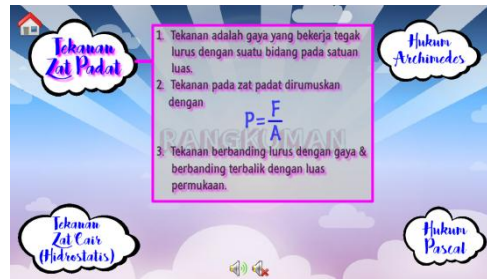 Tekanan
Zat Padat
1. Tekanan adalah gaya yang bekerja tegak
lurus dengan suatu bidang pada satuan
luas.
2. Tekanan pada zat padat dirumuskan
dengan
P=F/A
RANGKUMAN
3. Tekanan berbanding lurus dengan gaya &
berbanding terbalik dengan luas
permukaan.
Hukum
Archimedes
Tekanan
Zat Cair
(Hidrostatis)
Hukum
Pascal